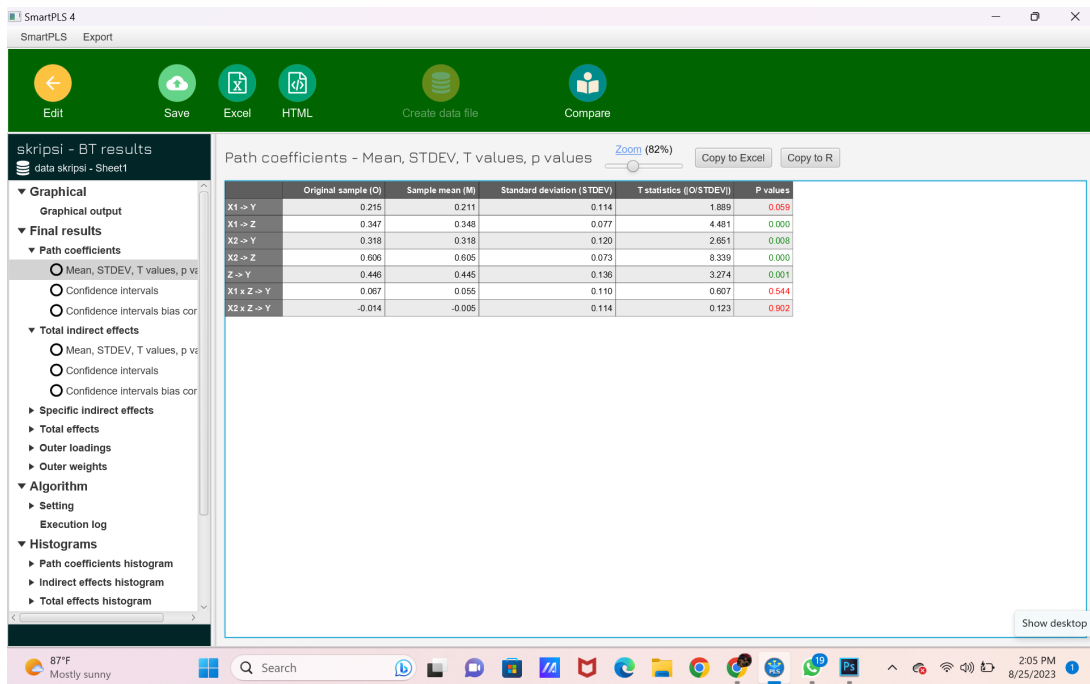 SmartPLS 4
SmartPLS Export
Edit Save Excel HTML Create data file Compare
skripsi - BT results
data skripsi - Sheet1
Graphical
Graphical output
Final results
Path coefficients
Mean, STDEV, T values, p va
Confidence intervals
Confidence intervals bias cor
Total indirect effects
Mean, STDEV, T values, p va
Confidence intervals
Confidence intervals bias cor
Specific indirect effects
Total effects
Outer loadings
Outer weights
Algorithm
Setting
Execution log
Histograms
Path coefficients histogram
Indirect effects histogram
Total effects histogram
Path coefficients - Mean, STDEV, T values, p values Zoom (82%) Copy to Excel Copy to R
Original sample (O) Sample mean (M) Standard deviation (STDEV) T statistics (|O/STDEV|) P values
X1 -> Y 0.215 0.211 0.114 1.889 0.059
X1 -> Z 0.347 0.348 0.077 4.481 0.000
X2 -> Y 0.318 0.318 0.120 2.651 0.008
X2 -> Z 0.606 0.605 0.073 8.339 0.000
Z -> Y 0.446 0.445 0.136 3.274 0.001
X1 x Z -> Y 0.067 0.055 0.110 0.607 0.544
X2 x Z -> Y -0.014 -0.005 0.114 0.123 0.902
Show desktop
87°F
Mostly sunny
Search
19
Ps
2:05 PM
8/25/2023
1